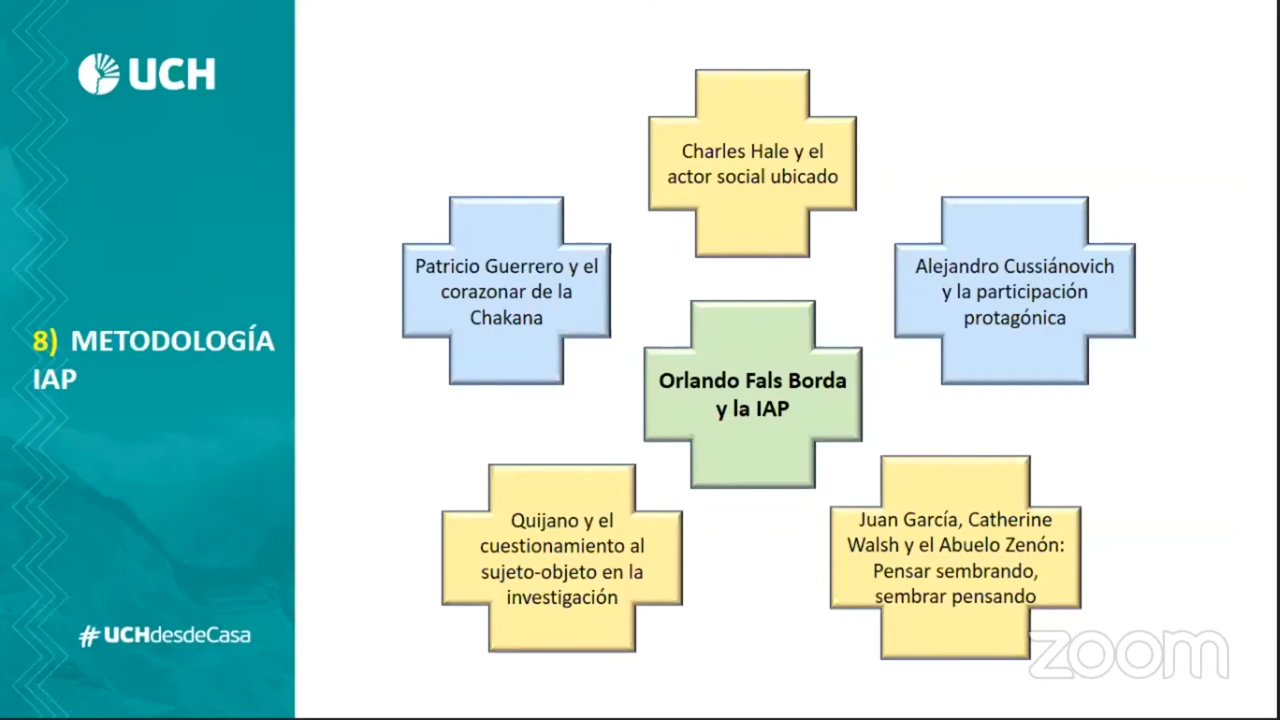 UCH
8) METODOLOGÍA
IAP
#UCHdesdeCasa
Charles Hale y el
actor social ubicado
Patricio Guerrero y el
corazonar de la
Chakana
Alejandro Cussiánovich
y la participación
protagónica
Orlando Fals Borda
y la IAP
Quijano y el
cuestionamiento al
sujeto-objeto en la
investigación
Juan García, Catherine
Walsh y el Abuelo Zenón:
Pensar sembrando,
sembrar pensando
zoom